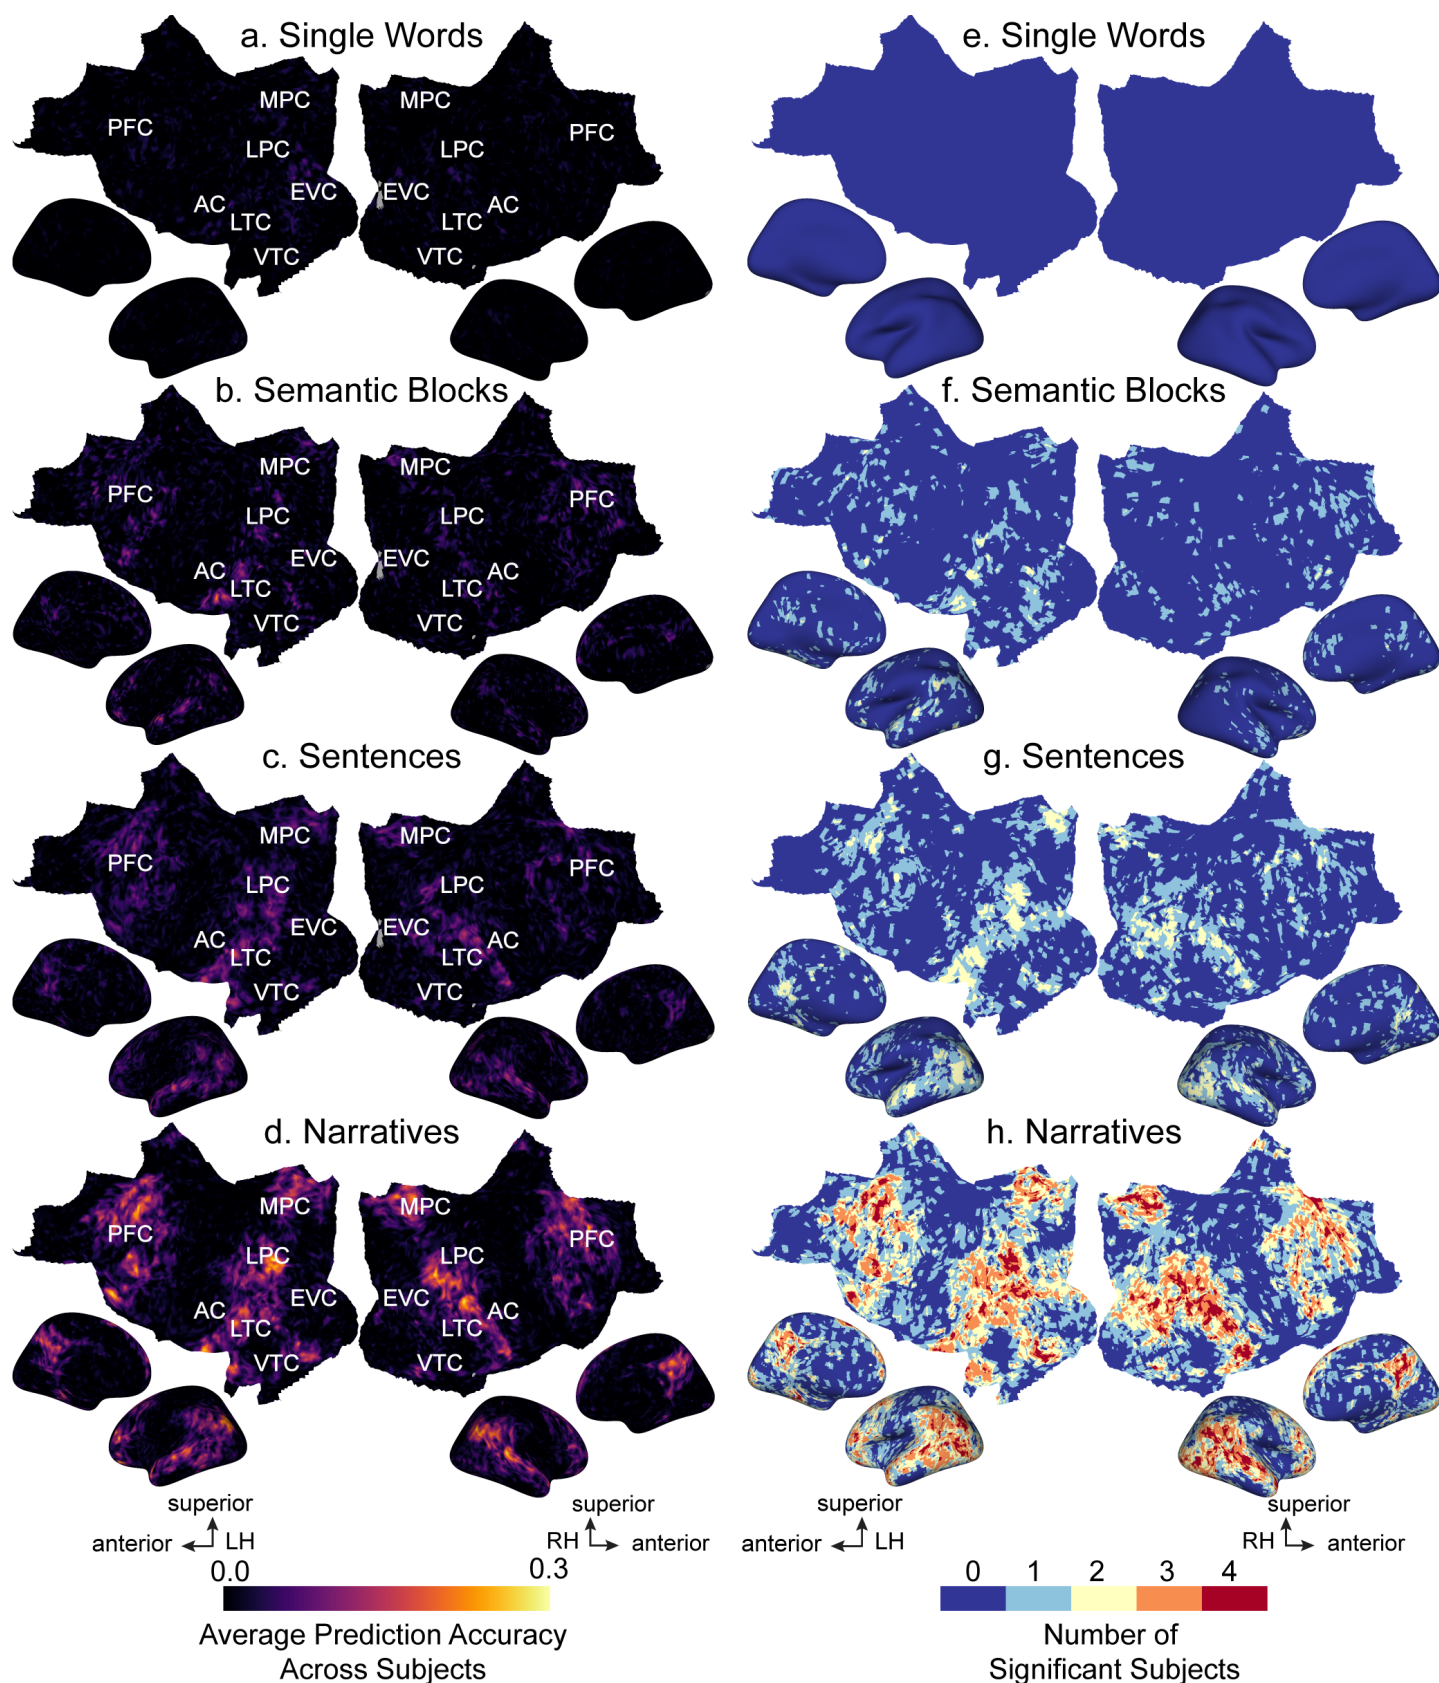 a. Single Words
e. Single Words
MPC
MPC
PFC
PFC
LPC
LPC
EVC
EVC
AC
AC
LTC
LTC
VTC
VTC
b. Semantic Blocks
f. Semantic Blocks
MPC
MPC
PFC
PFC
LPC
LPC
EVC
EVC
AC
AC
LTC
LTC
VTC
VTC
c. Sentences
g. Sentences
MPC
MPC
PFC
PFC
LPC
LPC
EVC
EVC
AC
AC
LTC
LTC
VTC
VTC
d. Narratives
h. Narratives
MPC
MPC
PFC
PFC
LPC
LPC
EVC
EVC
AC
AC
LTC
LTC
VTC
VTC
superior
anterior LH
superior
RH anterior
superior
anterior LH
superior
RH anterior
0.0 0.3
Average Prediction Accuracy
Across Subjects
0 1 2 3 4
Number of
Significant Subjects